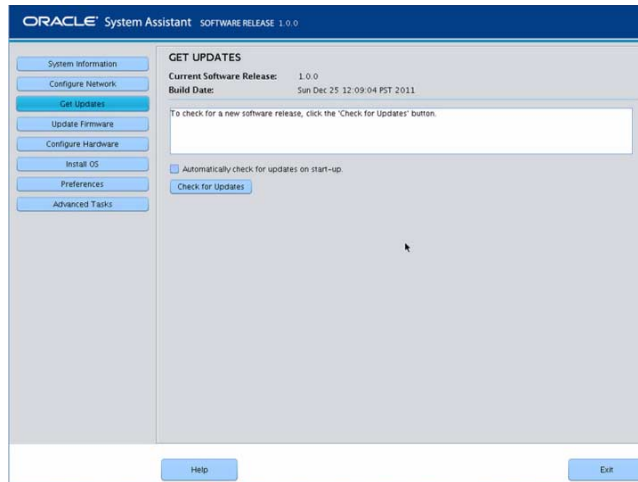 ORACLE System Assistant SOFTWARE RELEASE 1.0.0
System Information
Configure Network
Get Updates
Update Firmware
Configure Hardware
Install OS
Preferences
Advanced Tasks
GET UPDATES
Current Software Release: 1.0.0
Build Date: Sun Dec 25 12:09:04 PST 2011
To check for a new software release, click the 'Check for Updates' button.
Automatically check for updates on start-up.
Check for Updates
Help
Exit